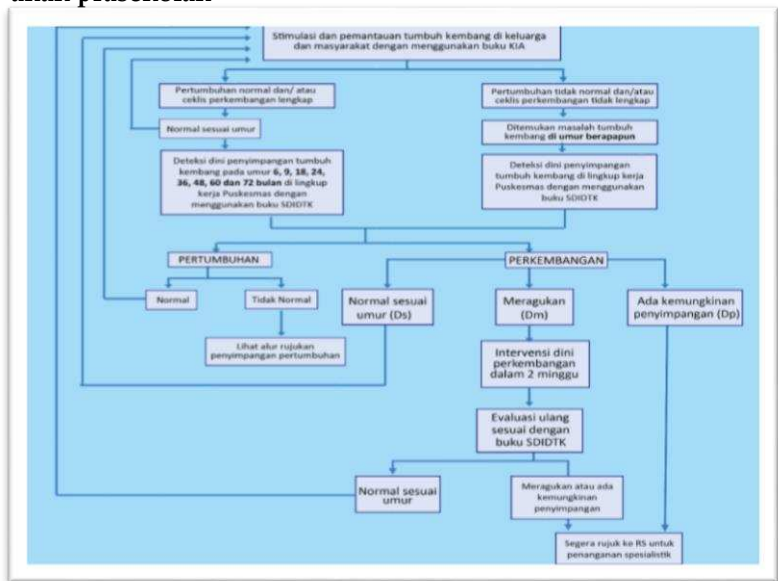 anak prasekolah
Stimulasi dan pemantauan tumbuh kembang di keluarga
dan masyarakat dengan menggunakan buku KIA
Pertumbuhan normal dan/ atau
ceklis perkembangan lengkap
Pertumbuhan tidak normal dan/atau
ceklis perkembangan tidak lengkap
Normal sesuai umur
Ditemukan masalah tumbuh
kembang di umur berapapun
Deteksi dini penyimpangan tumbuh
kembang pada umur 6, 9, 18, 24,
36, 48, 60 dan 72 bulan di lingkup
kerja Puskesmas dengan
menggunakan buku SDIDTK
Deteksi dini penyimpangan
tumbuh kembang di lingkup kerja
Puskesmas dengan menggunakan
buku SDIDTK
PERTUMBUHAN
PERKEMBANGAN
Normal
Tidak Normal
Normal sesuai
umur (Ds)
Meragukan
(Dm)
Ada kemungkinan
penyimpangan (Dp)
Lihat alur rujukan
penyimpangan pertumbuhan
Intervensi dini
perkembangan
dalam 2 minggu
Evaluasi ulang
sesuai dengan
buku SDIDTK
Normal sesuai
umur
Meragukan atau ada
kemungkinan
penyimpangan
Segera rujuk ke RS untuk
penanganan spesialistik